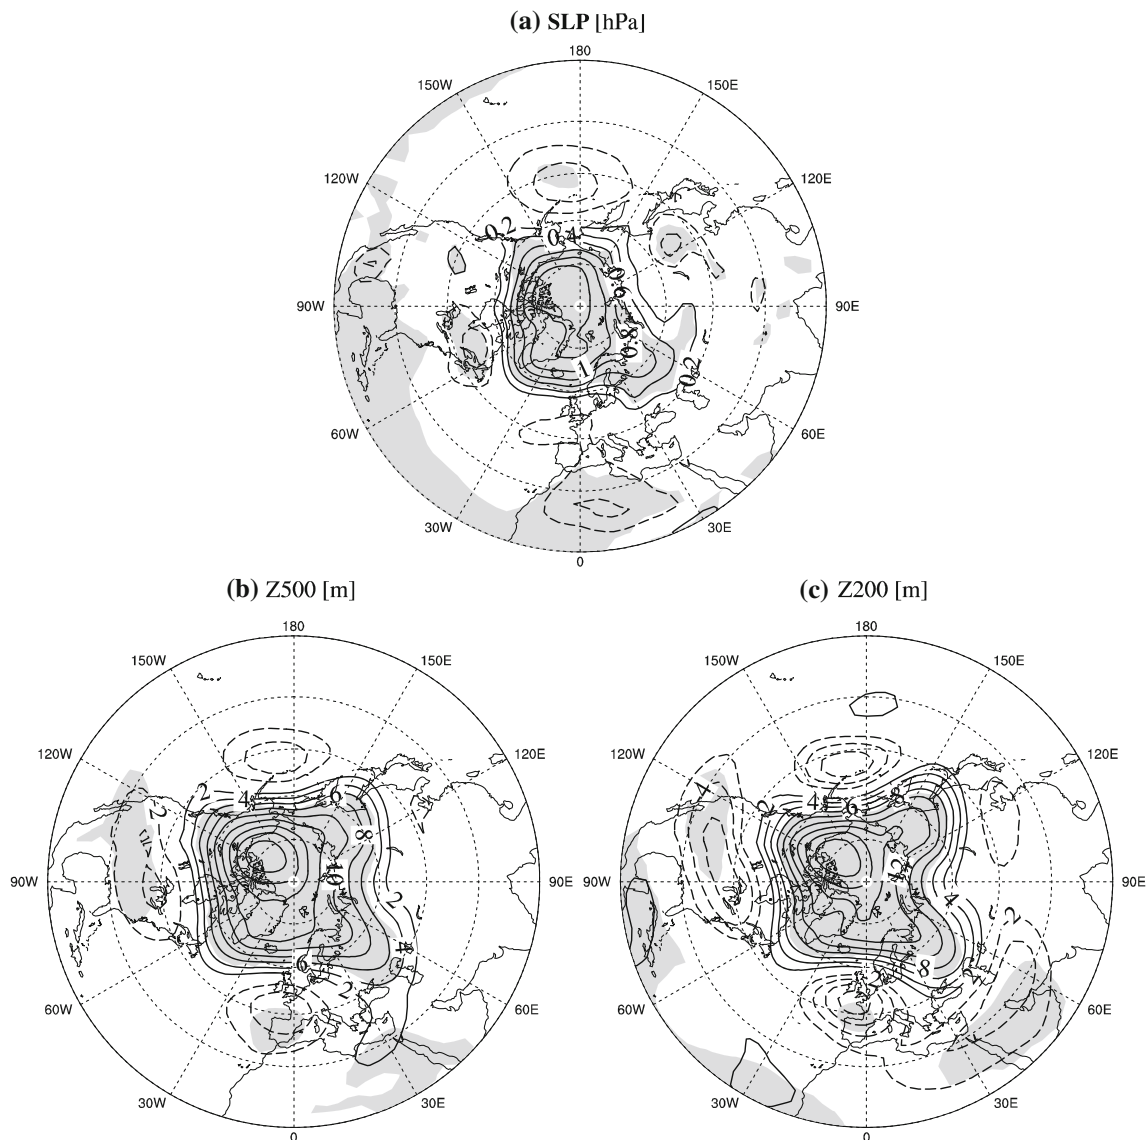 (a) SLP [hPa]
180
150W 150E
120W 120E
0.2 0.4
0.6
90W 90E
0.8
1 0.2
60W 60E
30W 30E
0
(b) Z500 [m] (c) Z200 [m]
180 180
150W 150E 150W 150E
120W 120E 120W 120E
2 2 4 6 4 2 4 6 8
8
90W 10 90E 90W 12 90E
2 4 2
4
6 8
2
60W 60E 60W 60E
30W 30E 30W 30E
0 0